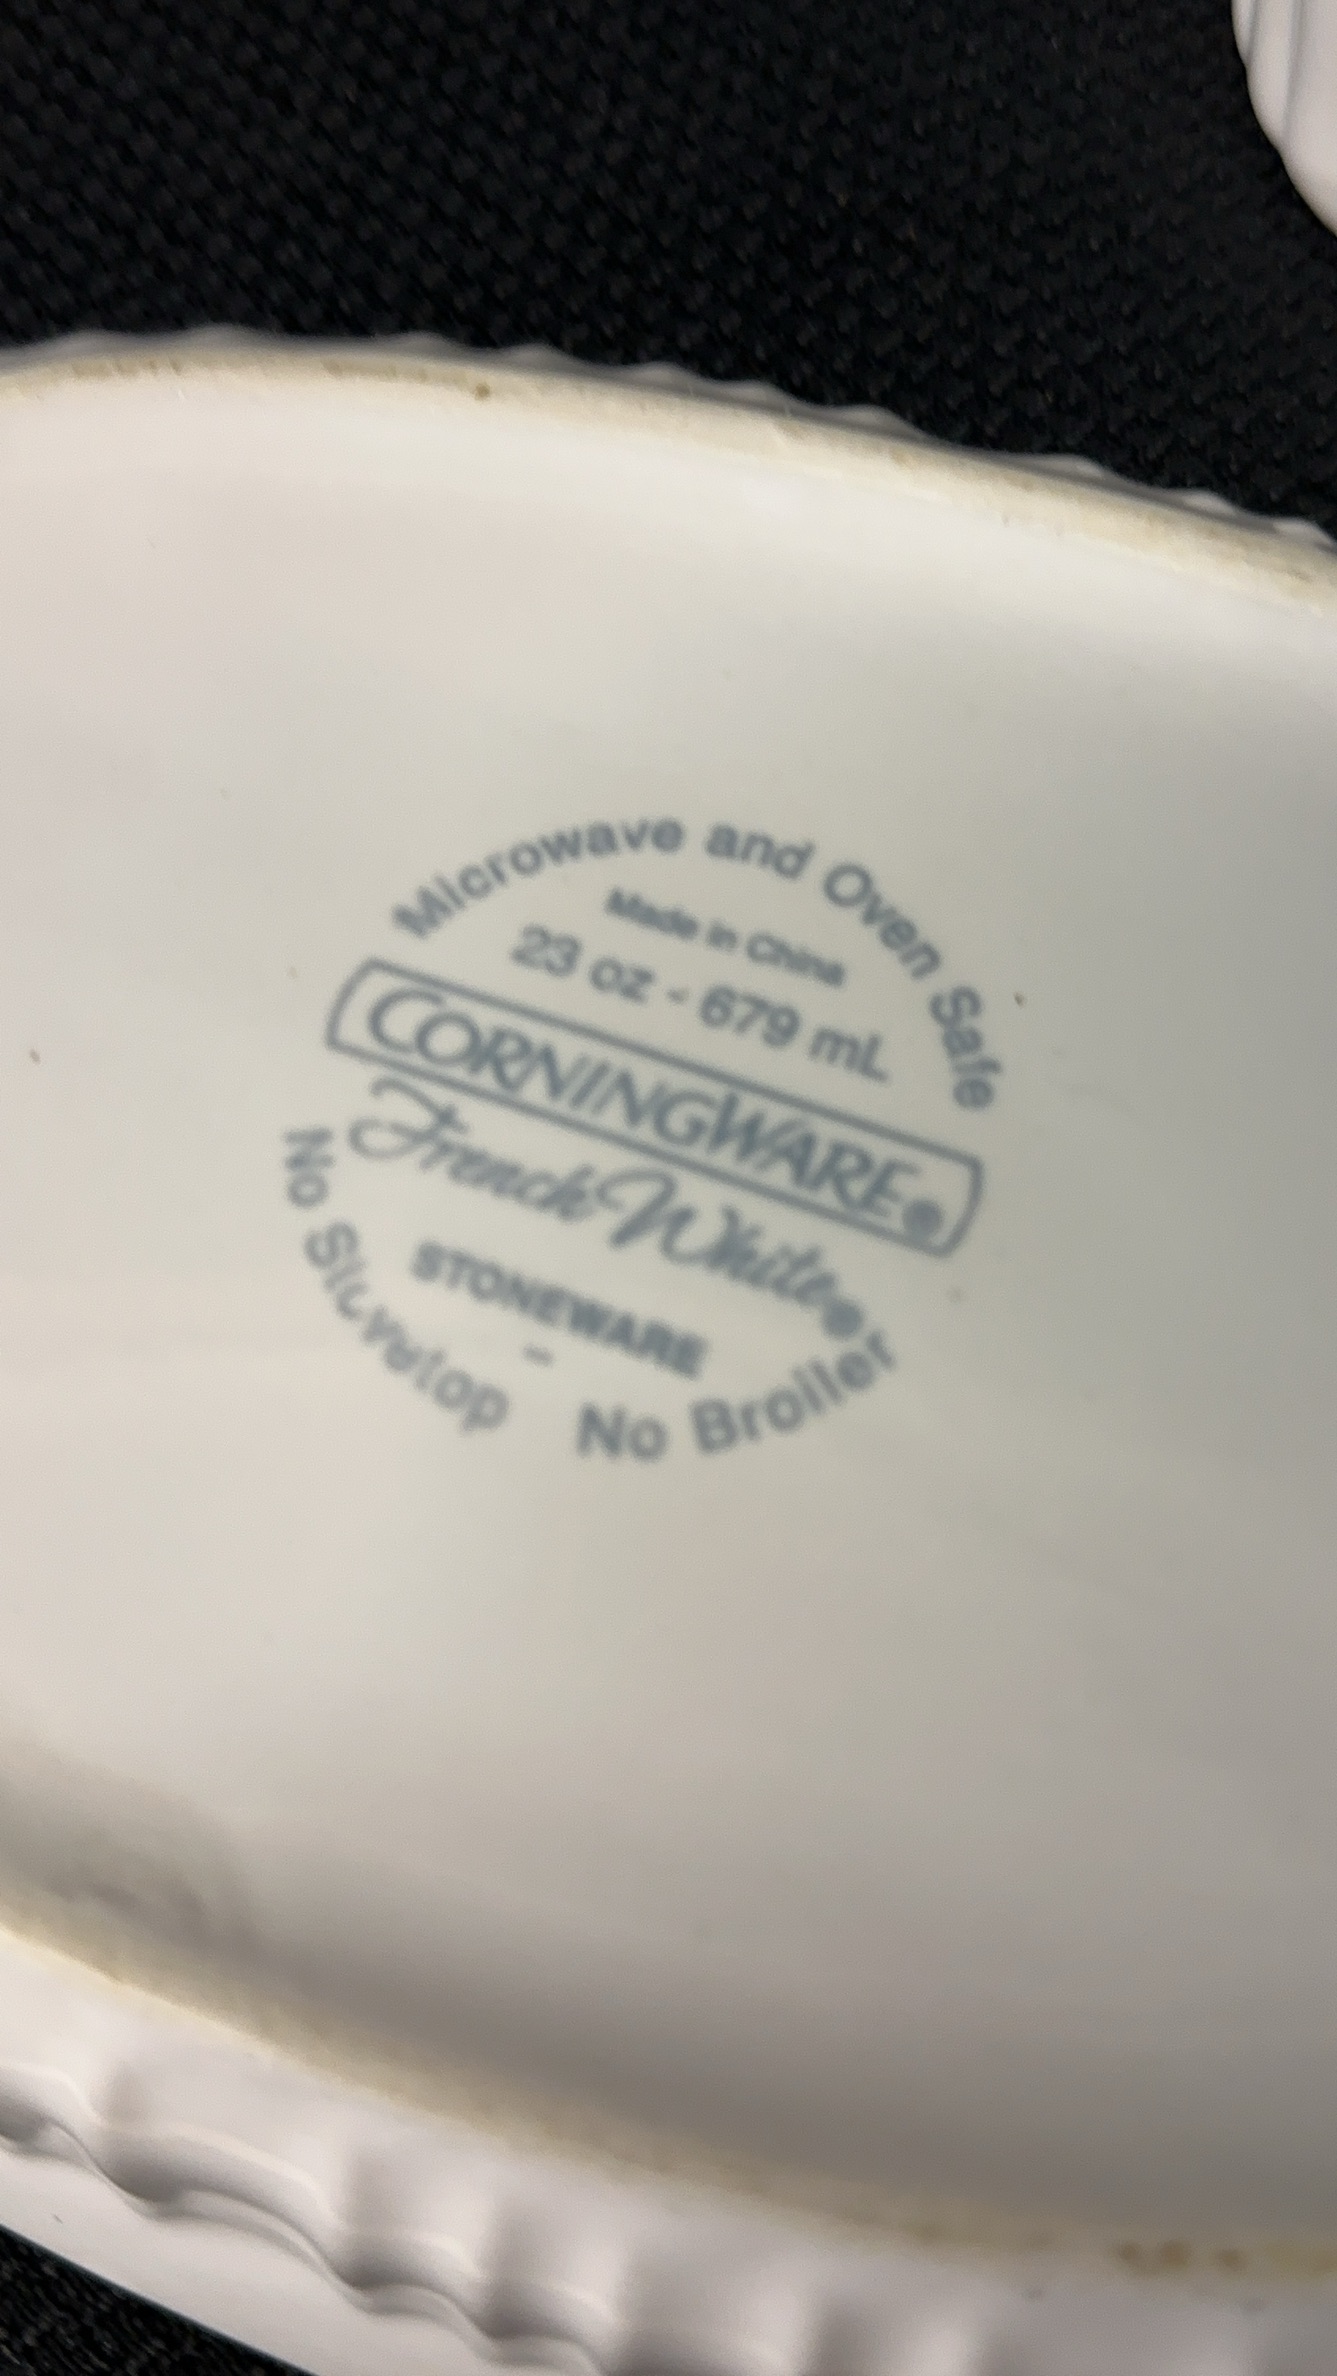 Microwave and Oven Safe
Made in China
23 oz - 679 mL
CORNINGWARE®
French White®
STONEWARE
–
No Stovetop No Broiler